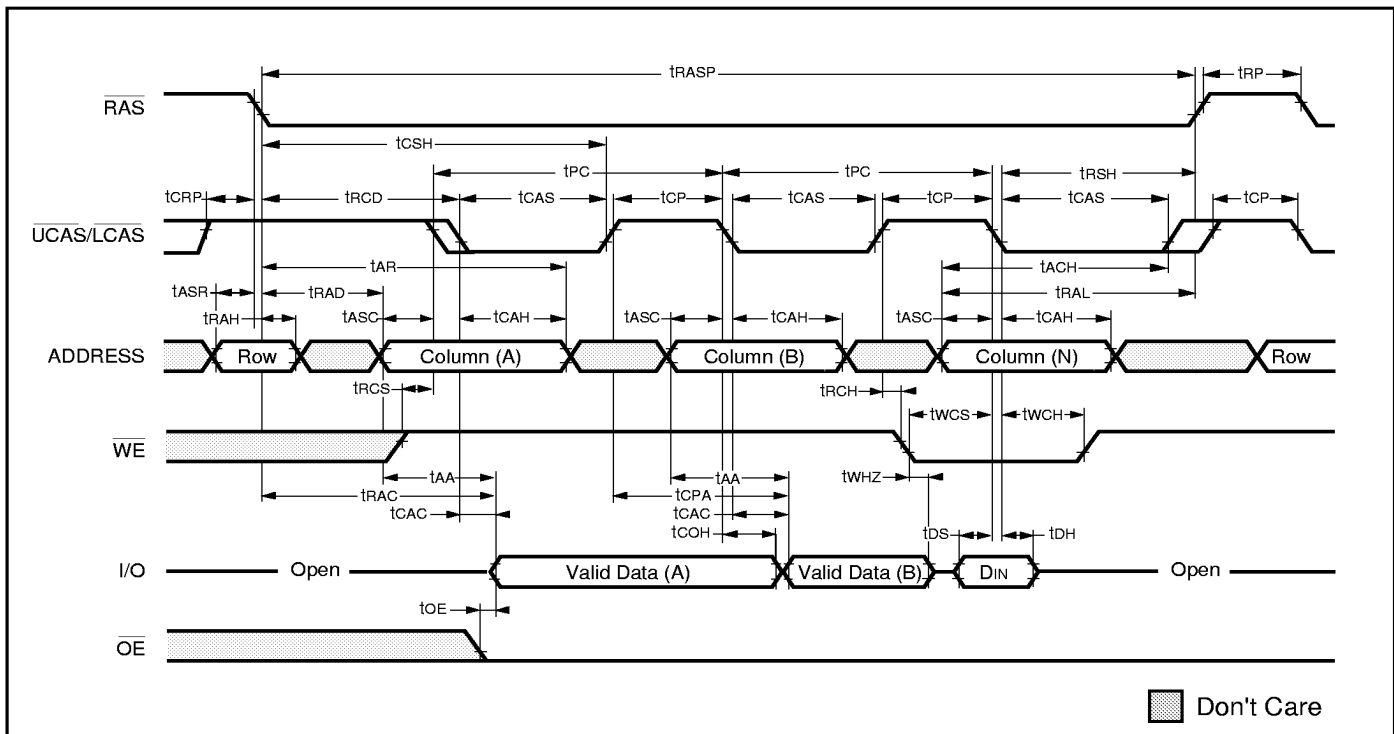 tRASP tRP
RAS
tCSH
tPC tPC tRSH
tCRP tRCD tCAS tCP tCAS tCP tCAS tCP
UCAS/LCAS
tAR tACH
tASR tRAD tRAL
tRAH tASC tCAH tASC tCAH tASC tCAH
ADDRESS Row Column (A) Column (B) Column (N) Row
tRCS tRCH
tWCS tWCH
WE
tAA tAA tWHZ
tRAC tCPA
tCAC tCAC
tCOH tDS tDH
I/O Open Valid Data (A) Valid Data (B) DIN Open
tOE
OE
Don't Care